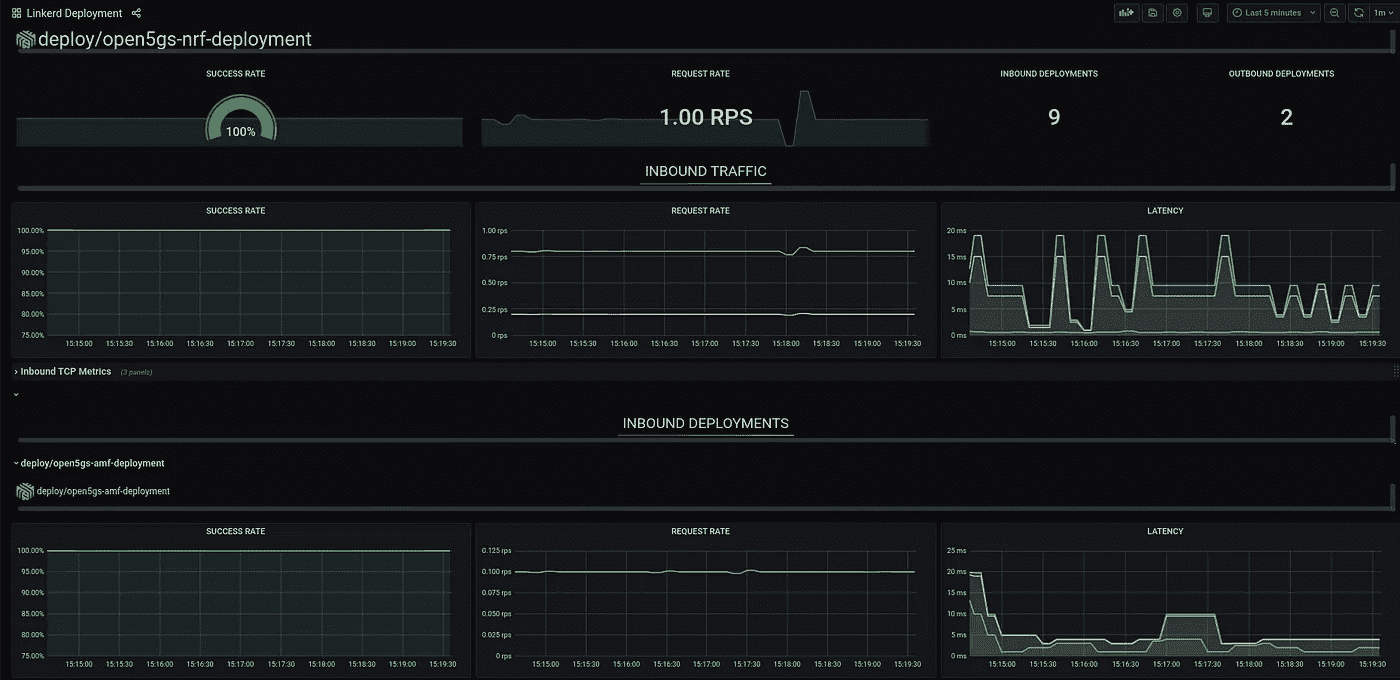 Linkerd Deployment
Last 5 minutes
1m
deploy/open5gs-nrf-deployment
SUCCESS RATE
REQUEST RATE
INBOUND DEPLOYMENTS
OUTBOUND DEPLOYMENTS
100%
1.00 RPS
9
2
INBOUND TRAFFIC
SUCCESS RATE
100.00%
95.00%
90.00%
85.00%
80.00%
75.00%
15:15:00 15:15:30 15:16:00 15:16:30 15:17:00 15:17:30 15:18:00 15:18:30 15:19:00 15:19:30
REQUEST RATE
1.00 rps
0.75 rps
0.50 rps
0.25 rps
0 rps
15:15:00 15:15:30 15:16:00 15:16:30 15:17:00 15:17:30 15:18:00 15:18:30 15:19:00 15:19:30
LATENCY
20 ms
15 ms
10 ms
5 ms
0 ms
15:15:00 15:15:30 15:16:00 15:16:30 15:17:00 15:17:30 15:18:00 15:18:30 15:19:00 15:19:30
Inbound TCP Metrics (3 panels)
INBOUND DEPLOYMENTS
deploy/open5gs-amf-deployment
deploy/open5gs-amf-deployment
SUCCESS RATE
100.00%
95.00%
90.00%
85.00%
80.00%
75.00%
15:15:00 15:15:30 15:16:00 15:16:30 15:17:00 15:17:30 15:18:00 15:18:30 15:19:00 15:19:30
REQUEST RATE
0.125 rps
0.100 rps
0.075 rps
0.050 rps
0.025 rps
0 rps
15:15:00 15:15:30 15:16:00 15:16:30 15:17:00 15:17:30 15:18:00 15:18:30 15:19:00 15:19:30
LATENCY
25 ms
20 ms
15 ms
10 ms
5 ms
0 ms
15:15:00 15:15:30 15:16:00 15:16:30 15:17:00 15:17:30 15:18:00 15:18:30 15:19:00 15:19:30